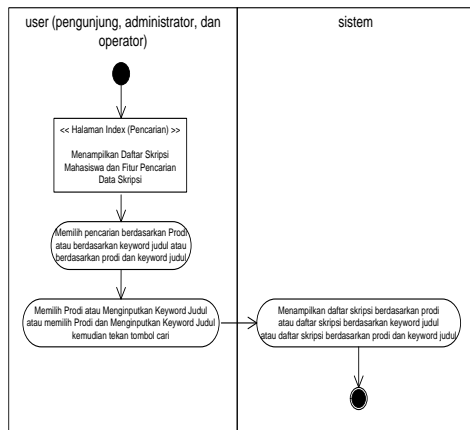 user (pengunjung, administrator, dan
operator)
sistem
<< Halaman Index (Pencarian) >>
Menampilkan Daftar Skripsi
Mahasiswa dan Fitur Pencarian
Data Skripsi
Memilih pencarian berdasarkan Prodi
atau berdasarkan keyword judul atau
berdasarkan prodi dan keyword judul
Memilih Prodi atau Menginputkan Keyword Judul
atau memilih Prodi dan Menginputkan Keyword Judul
kemudian tekan tombol cari
Menampilkan daftar skripsi berdasarkan prodi
atau daftar skripsi berdasarkan keyword judul
atau daftar skripsi berdasarkan prodi dan keyword judul